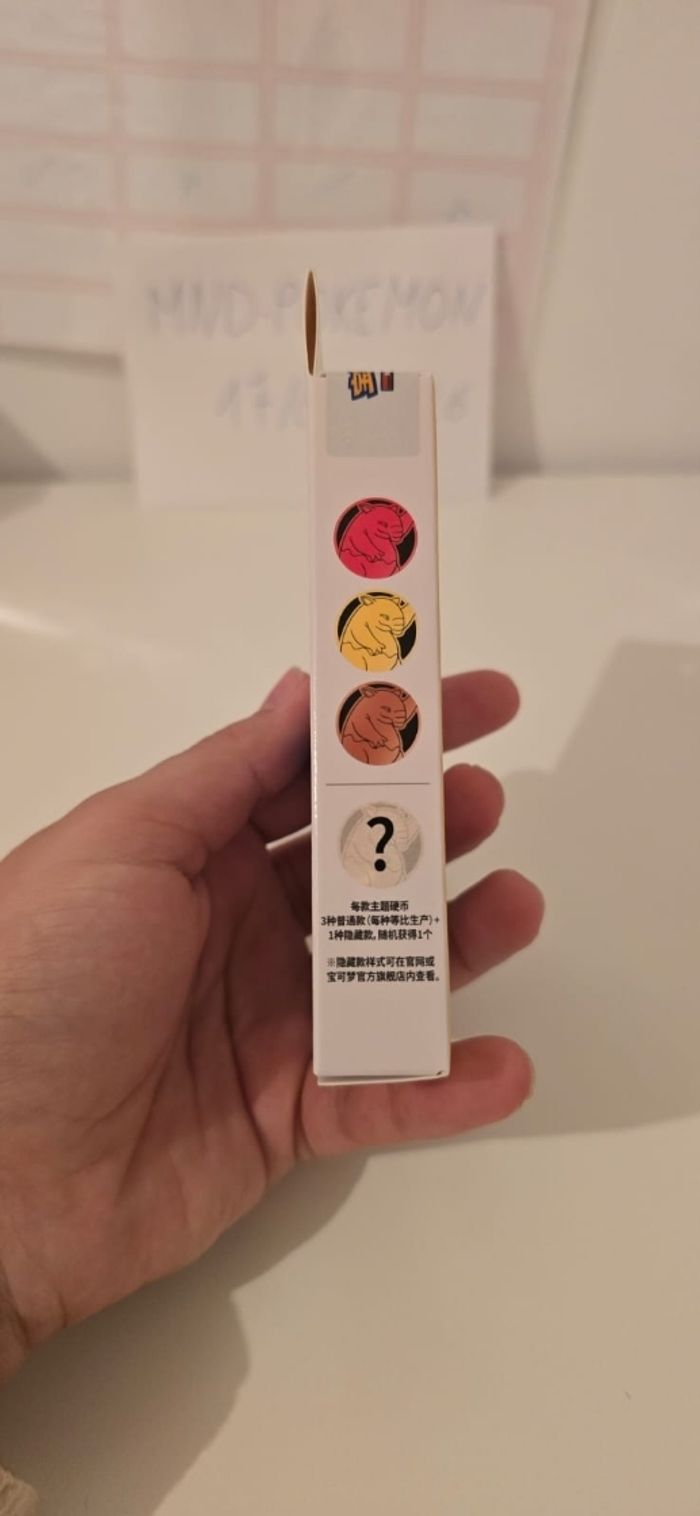 MND-POKEMON
?
每款主题硬币
3种普通款(每种等比生产)+
1种隐藏款,随机获得1个
※隐藏款样式可在官网或
宝可梦官方旗舰店内查看。